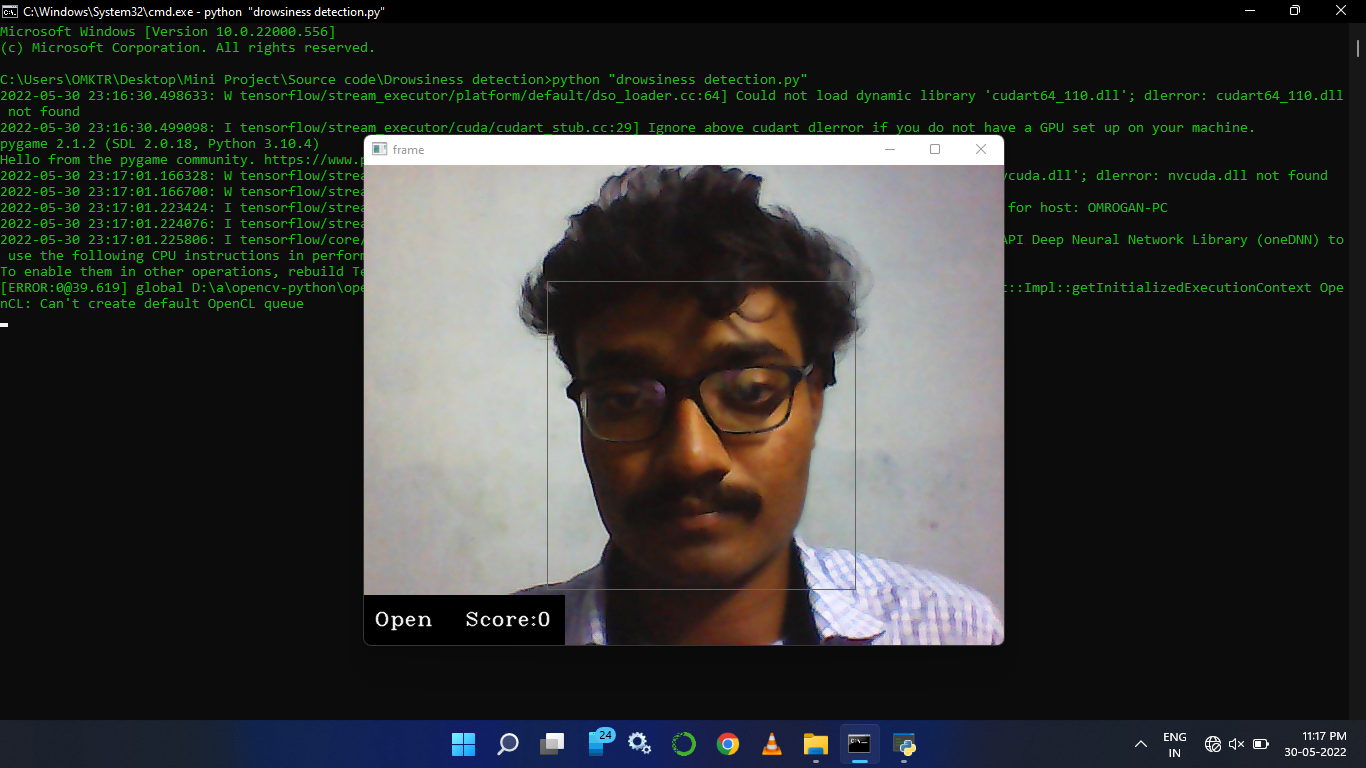 C:\Windows\System32\cmd.exe - python "drowsiness detection.py"
Microsoft Windows [Version 10.0.22000.556]
(c) Microsoft Corporation. All rights reserved.
C:\Users\OMKTR\Desktop\Mini Project\Source code\Drowsiness detection>python "drowsiness detection.py"
2022-05-30 23:16:30.498633: W tensorflow/stream_executor/platform/default/dso_loader.cc:64] Could not load dynamic library 'cudart64_110.dll'; dlerror: cudart64_110.dll
not found
2022-05-30 23:16:30.499098: I tensorflow/stream_executor/cuda/cudart_stub.cc:29] Ignore above cudart dlerror if you do not have a GPU set up on your machine.
pygame 2.1.2 (SDL 2.0.18, Python 3.10.4)
Hello from the pygame community. https://www.p
2022-05-30 23:17:01.166328: W tensorflow/strea vcuda.dll'; dlerror: nvcuda.dll not found
2022-05-30 23:17:01.166700: W tensorflow/strea
2022-05-30 23:17:01.223424: I tensorflow/strea for host: OMROGAN-PC
2022-05-30 23:17:01.224076: I tensorflow/strea
2022-05-30 23:17:01.225806: I tensorflow/core/ API Deep Neural Network Library (oneDNN) to
use the following CPU instructions in perform
To enable them in other operations, rebuild Te
[ERROR:0@39.619] global D:\a\opencv-python\ope t::Impl::getInitializedExecutionContext Ope
nCL: Can't create default OpenCL queue
frame
Open Score:0
24
ENG
IN
11:17 PM
30-05-2022